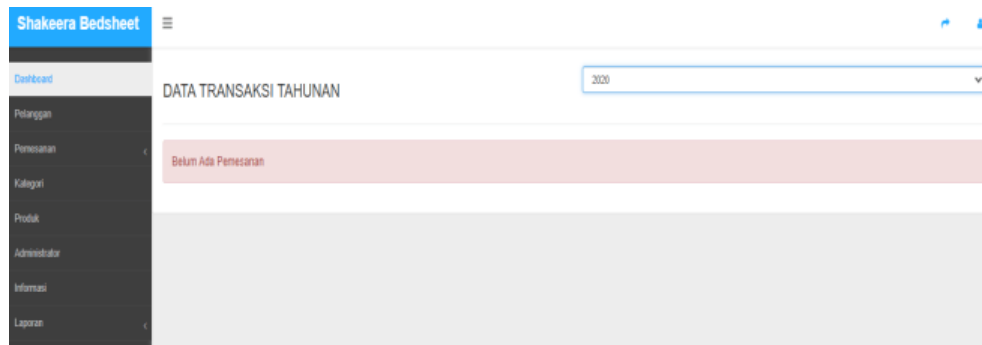 Shakeera Bedsheet
Dashboard
Pelanggan
Pemesanan
Kategori
Produk
Administrator
Informasi
Laporan
DATA TRANSAKSI TAHUNAN
2020
Belum Ada Pemesanan